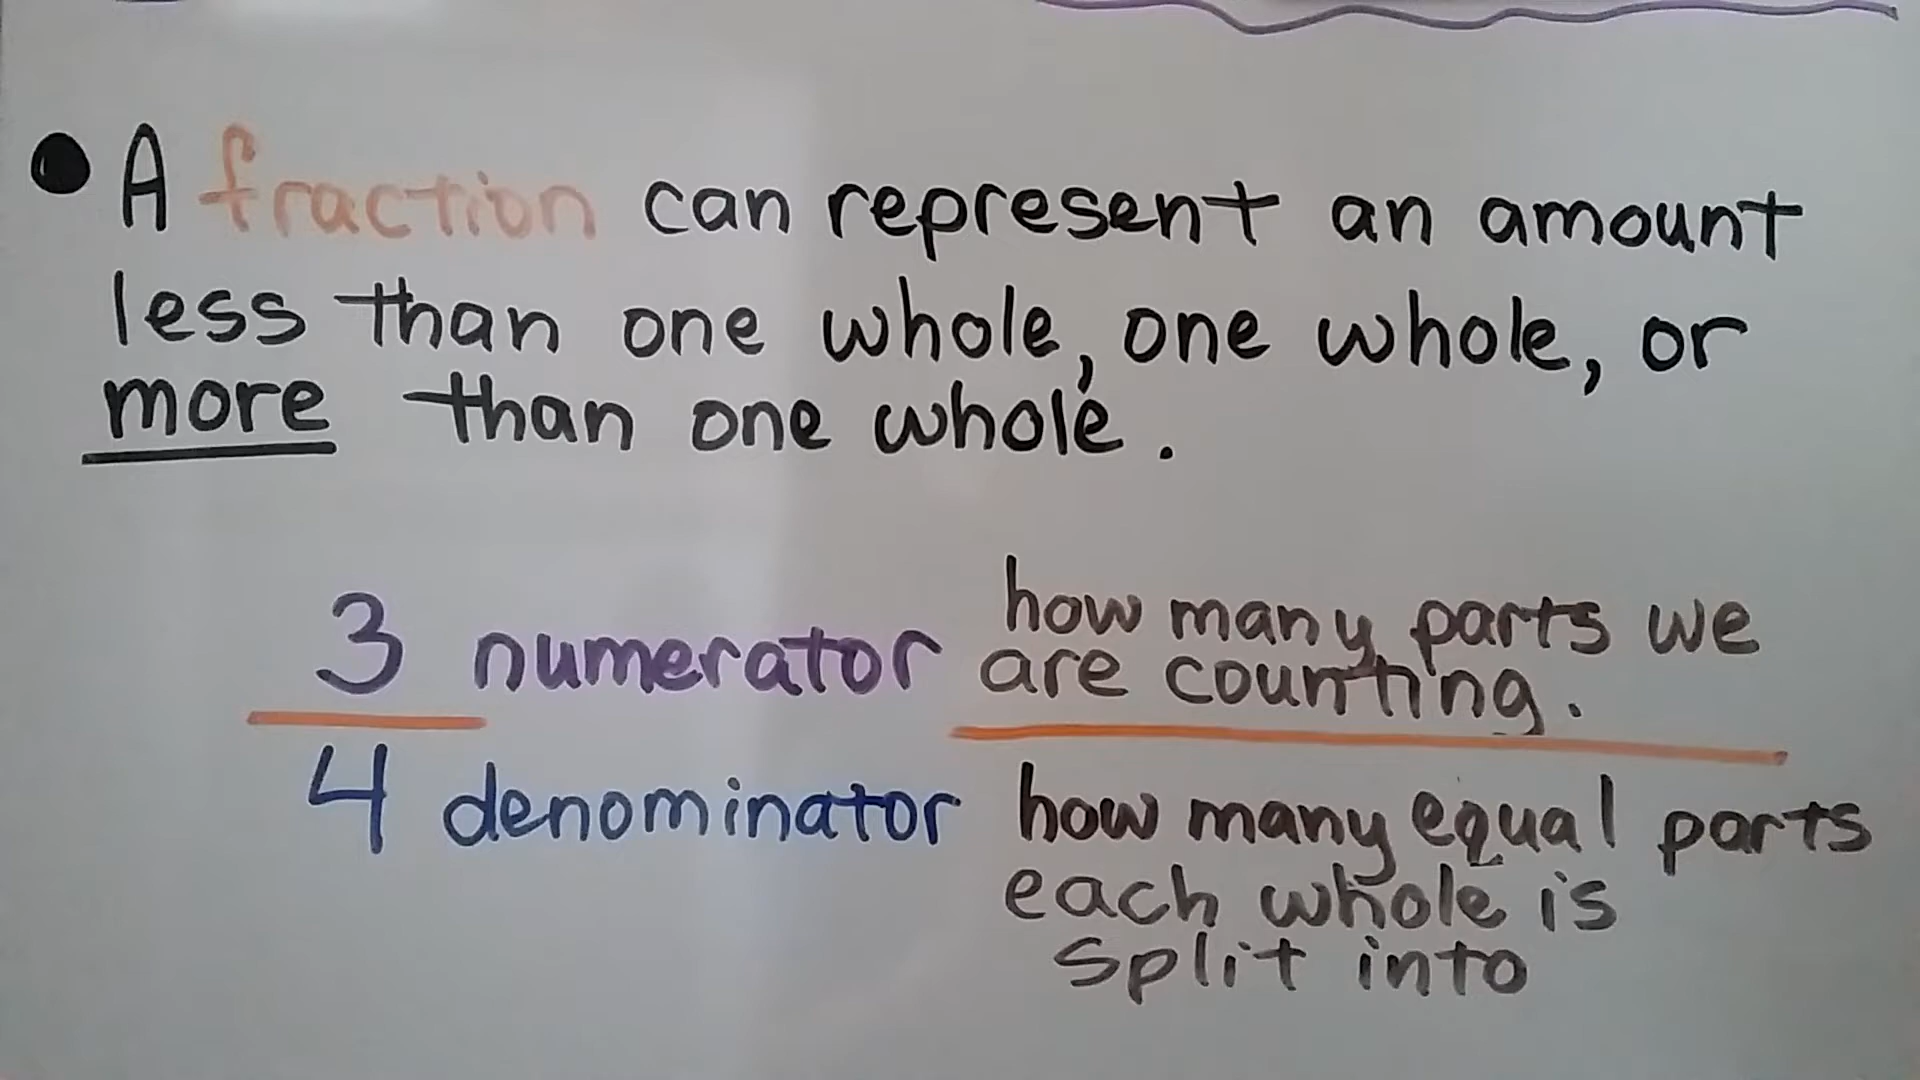 • A fraction can represent an amount
less than one whole, one whole, or
more than one whole.
3 numerator how many parts we
are counting.
4 denominator how many equal parts
each whole is
split into